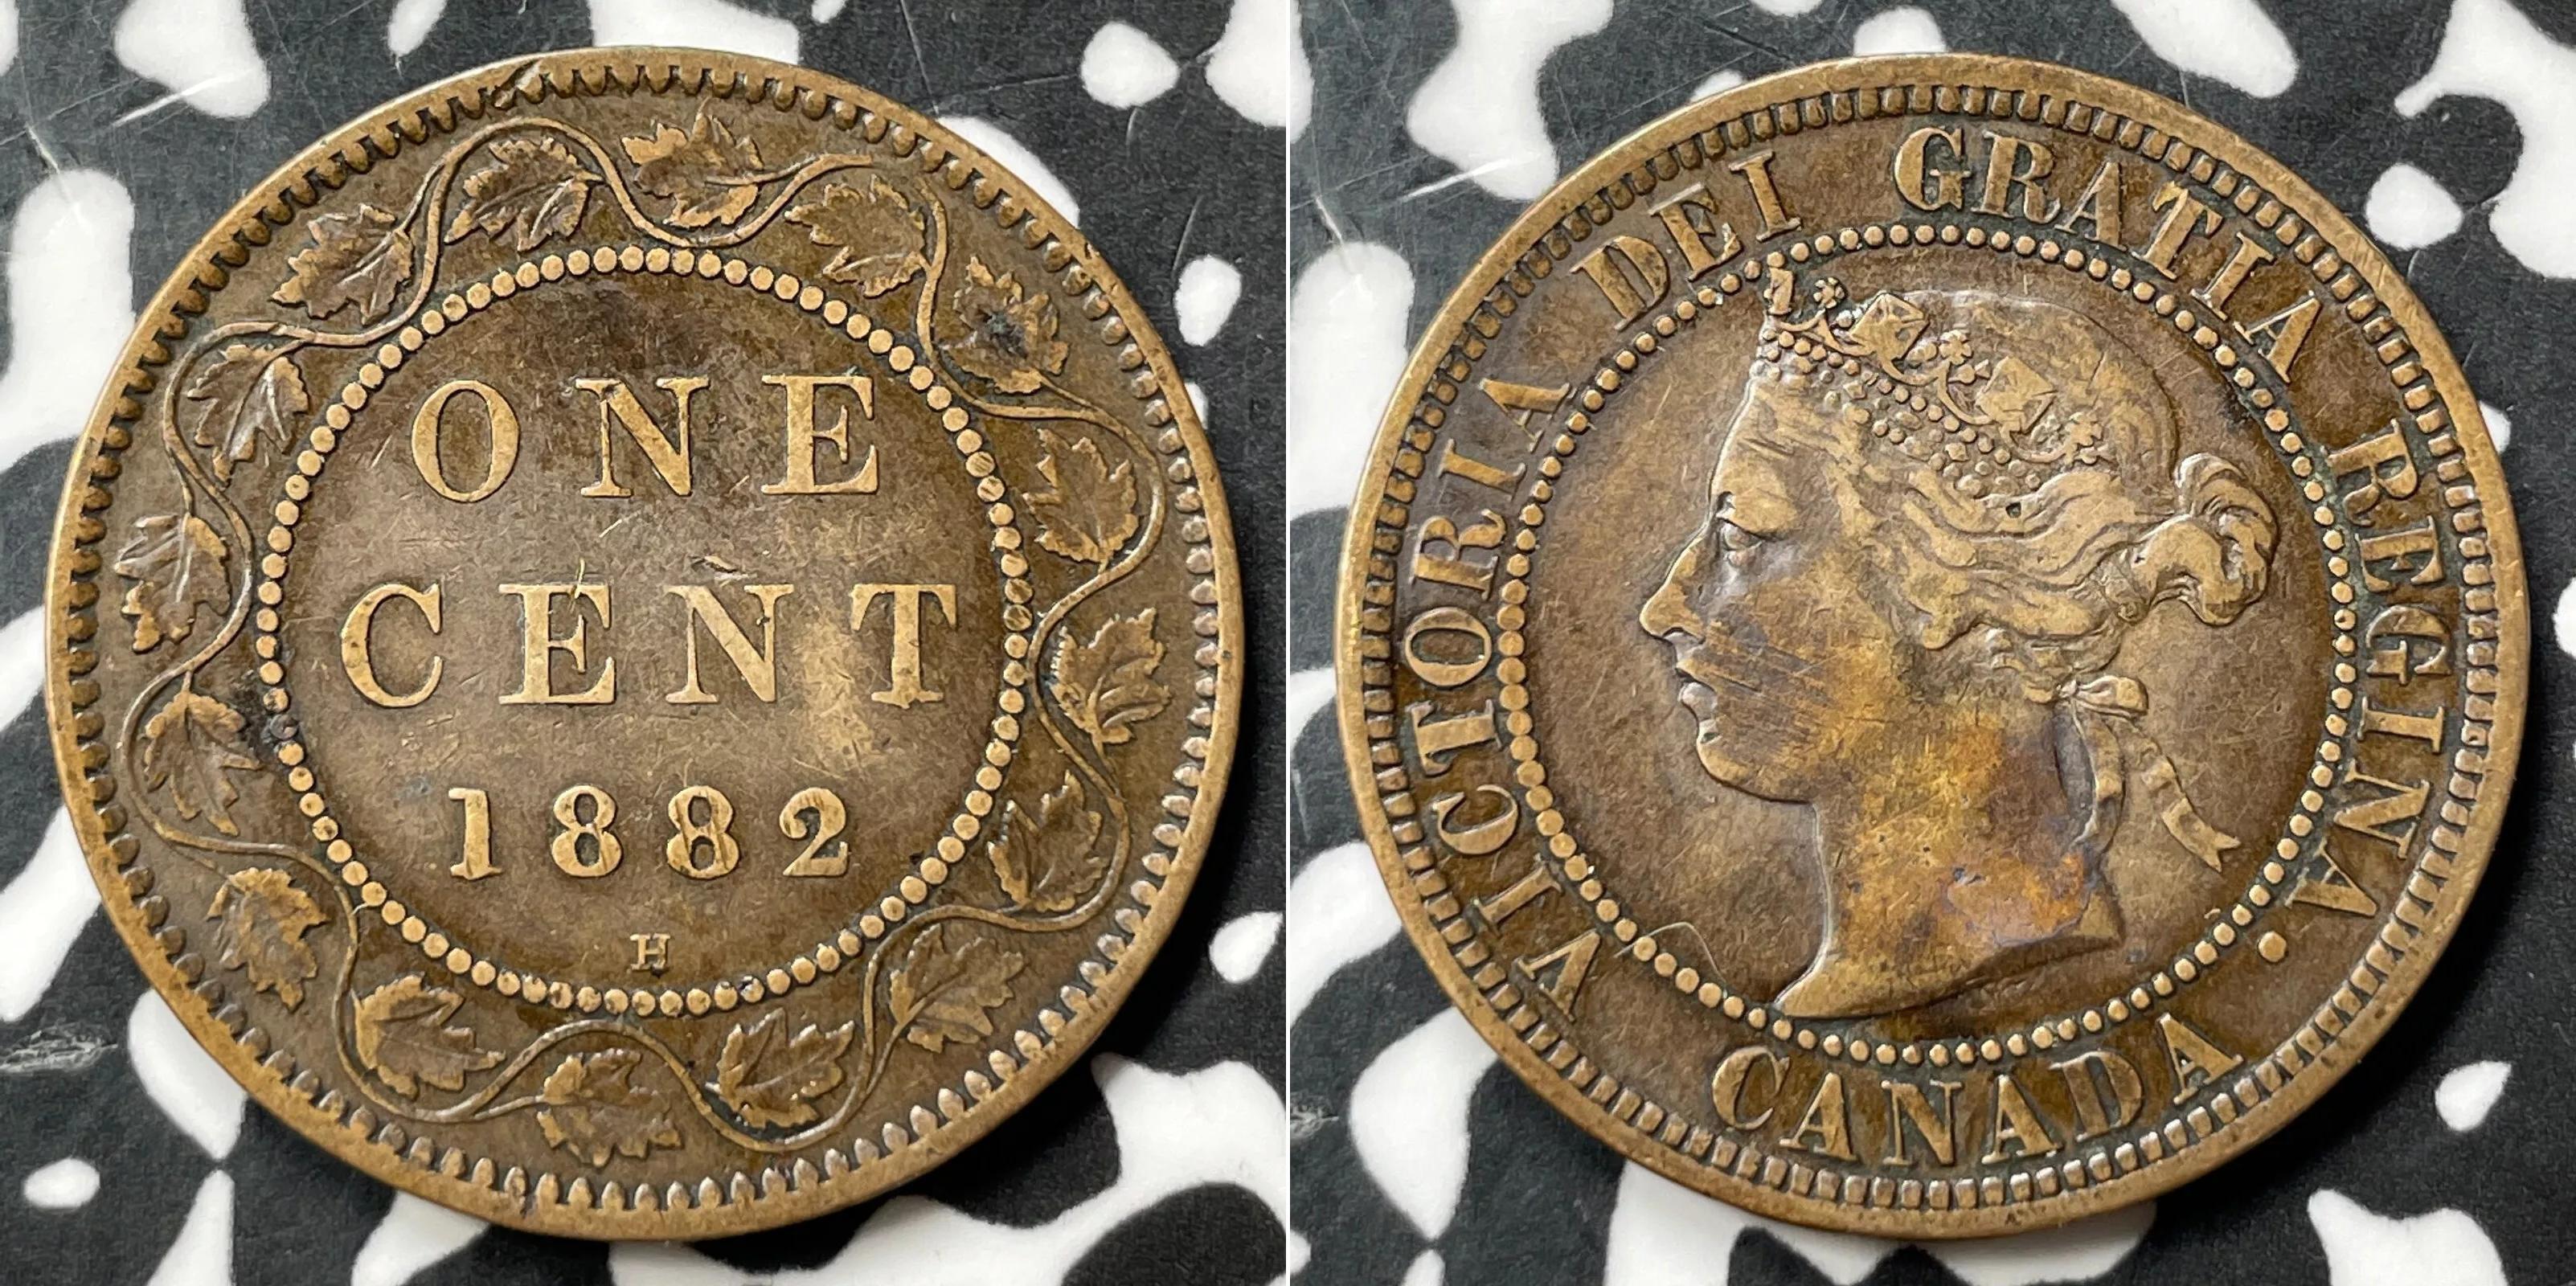 ONE
CENT
1882
H
VICTORIA DEI GRATIA REGINA.
CANADA